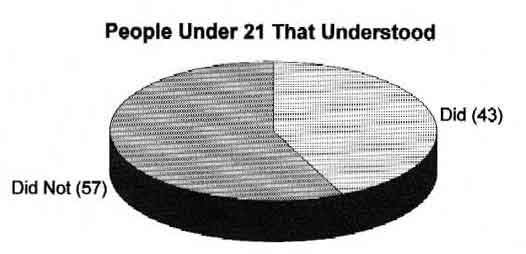 People Under 21 That Understood
Did (43)
Did Not (57)